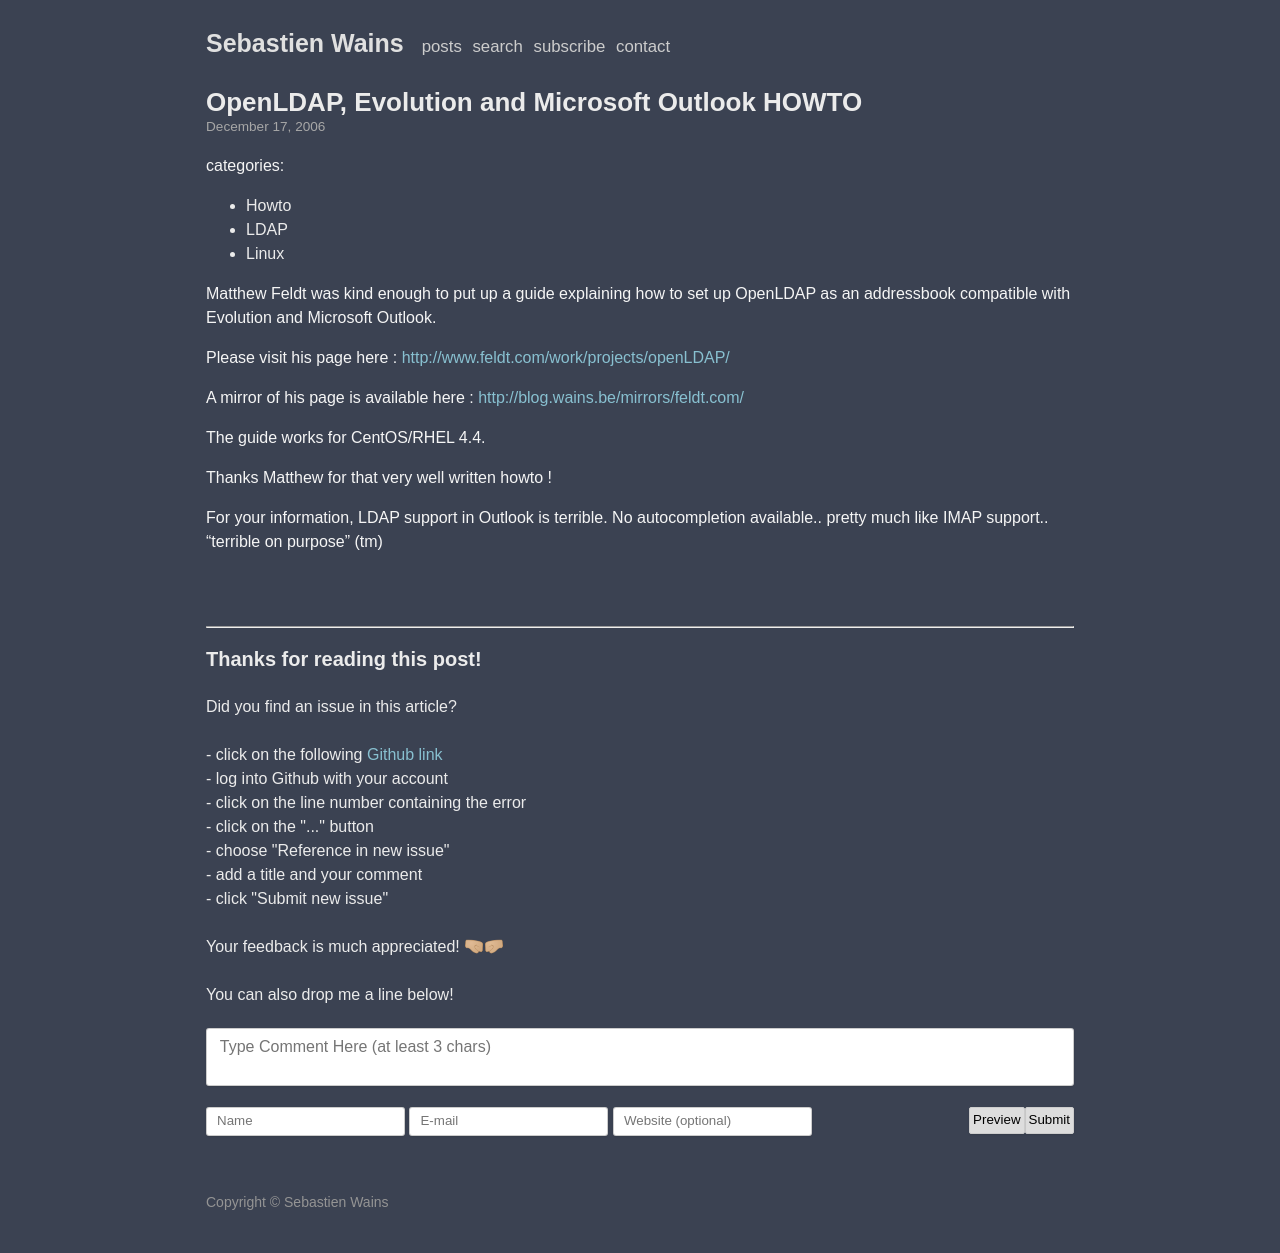 Sebastien Wains posts search subscribe contact
OpenLDAP, Evolution and Microsoft Outlook HOWTO
December 17, 2006
categories:
Howto
LDAP
Linux
Matthew Feldt was kind enough to put up a guide explaining how to set up OpenLDAP as an addressbook compatible with
Evolution and Microsoft Outlook.
Please visit his page here : http://www.feldt.com/work/projects/openLDAP/
A mirror of his page is available here : http://blog.wains.be/mirrors/feldt.com/
The guide works for CentOS/RHEL 4.4.
Thanks Matthew for that very well written howto !
For your information, LDAP support in Outlook is terrible. No autocompletion available.. pretty much like IMAP support..
“terrible on purpose” (tm)
Thanks for reading this post!
Did you find an issue in this article?
- click on the following Github link
- log into Github with your account
- click on the line number containing the error
- click on the "..." button
- choose "Reference in new issue"
- add a title and your comment
- click "Submit new issue"
Your feedback is much appreciated! 🤜🏼🤛🏼
You can also drop me a line below!
Type Comment Here (at least 3 chars)
Name E-mail Website (optional) Preview Submit
Copyright © Sebastien Wains